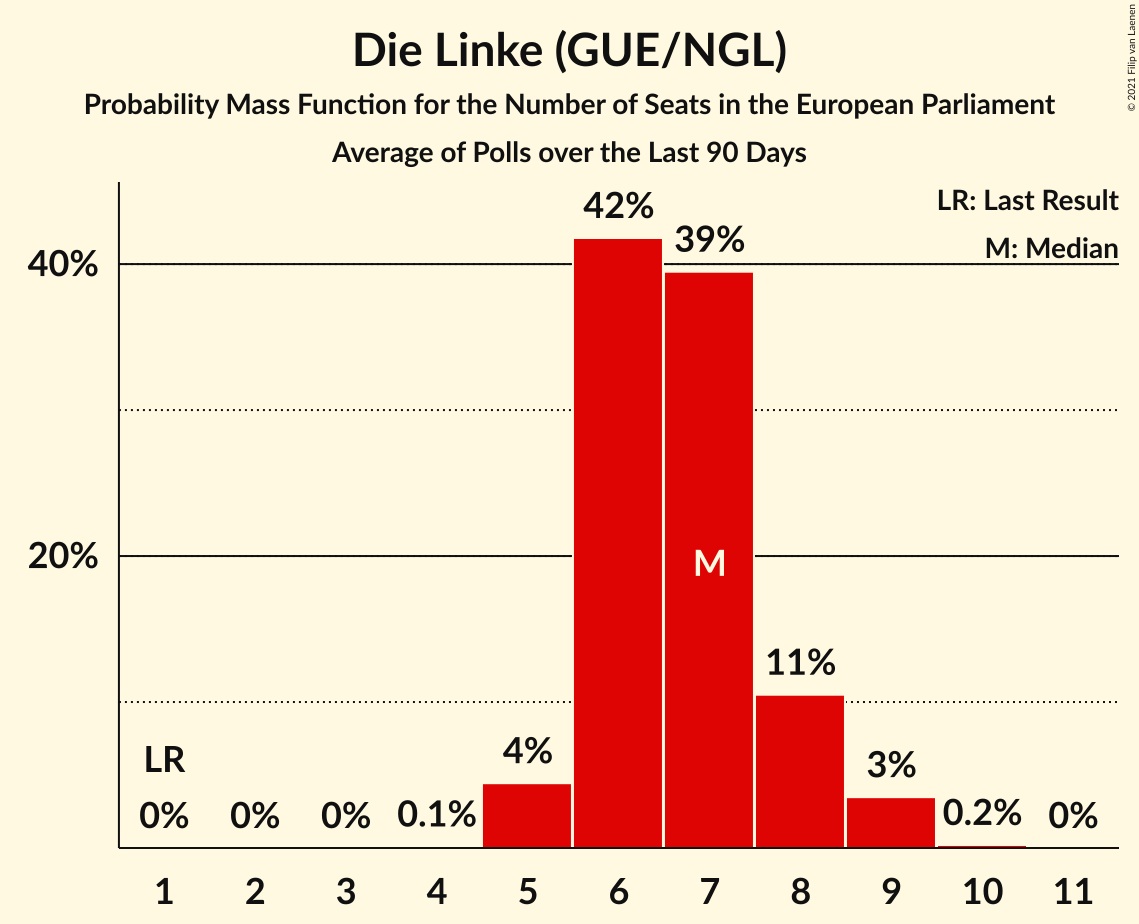 Die Linke (GUE/NGL)
Probability Mass Function for the Number of Seats in the European Parliament
Average of Polls over the Last 90 Days
© 2021 Filip van Laenen
LR: Last Result
M: Median
42%
39%
40%
20%
M
11%
LR
4%
3%
0%
0%
0%
0.1%
0.2%
0%
1 2 3 4 5 6 7 8 9 10 11